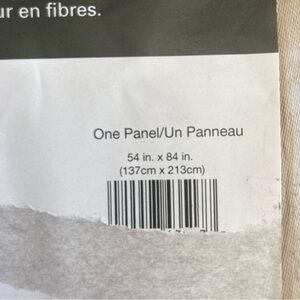 ur en fibres.
One Panel/Un Panneau
54 in. x 84 in.
(137cm x 213cm)